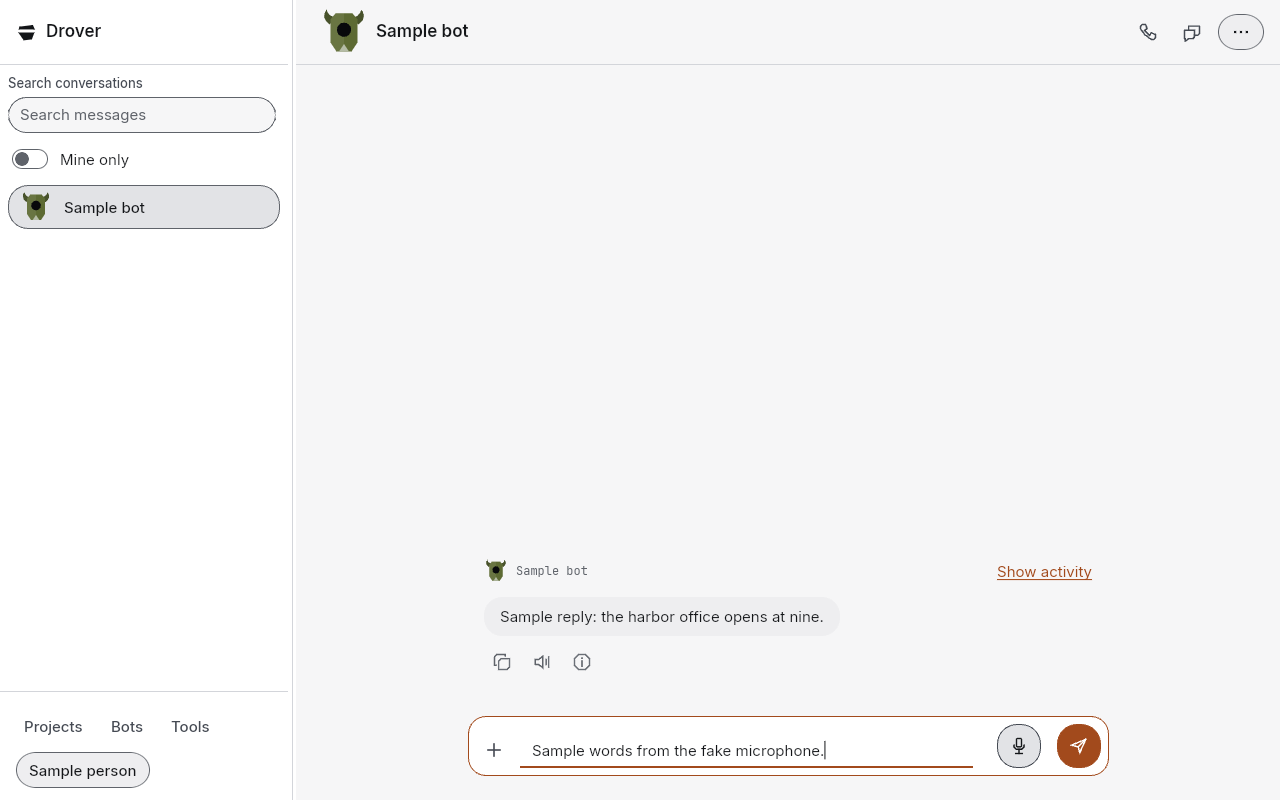 Drover
Search conversations
Search messages
Mine only
Sample bot
Projects Bots Tools
Sample person
Sample bot
Sample bot
Show activity
Sample reply: the harbor office opens at nine.
Sample words from the fake microphone.